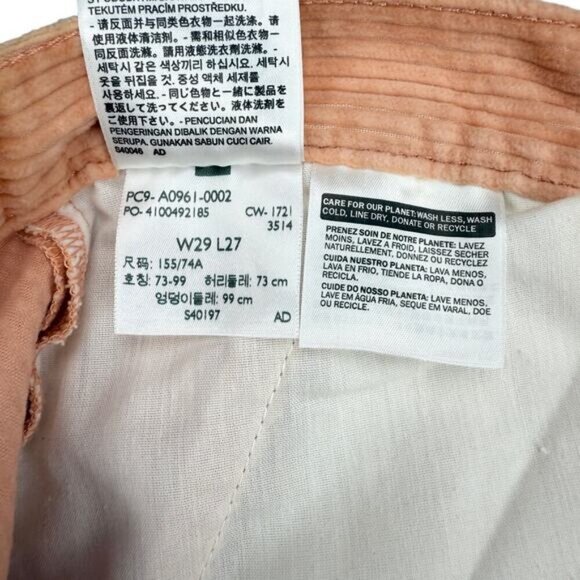 TEKUTÉM PRACÍM PROSTŘEDKU.
- 请反面并与同类色衣物一起洗涤。请
使用液体清洁剂。 - 需和相似色衣物一
同反面洗滌。請用液態洗衣劑洗滌。 -
세탁시 같은 색상끼리 하십시오. 세탁시
옷을 뒤집을 것. 중성 액체 세제를
사용하세요. - 同じ色物と一緒に製品を
裏返して洗ってください。液体洗剤を
ご使用下さい。 - PENCUCIAN DAN
PENGERINGAN DIBALIK DENGAN WARNA
SERUPA. GUNAKAN SABUN CUCI CAIR.
S40046 AD
PC9- A0961-0002
PO- 4100492185 CW- 1721
3514
W29 L27
尺码: 155/74A
호칭: 73-99 허리둘레: 73 cm
엉덩이둘레: 99 cm
S40197 AD
CARE FOR OUR PLANET: WASH LESS, WASH
COLD, LINE DRY, DONATE OR RECYCLE
PRENEZ SOIN DE NOTRE PLANÈTE: LAVEZ
MOINS, LAVEZ A FROID, LAISSEZ SECHER
NATURELLEMENT, DONNEZ OU RECYCLEZ
CUIDA NUESTRO PLANETA: LAVA MENOS,
LAVA EN FRÍO, TIENDE LA ROPA, DONA O
RECICLA
CUIDE DO NOSSO PLANETA: LAVE MENOS,
LAVE EM ÁGUA FRIA, SEQUE EM VARAL, DOE
OU RECICLE.